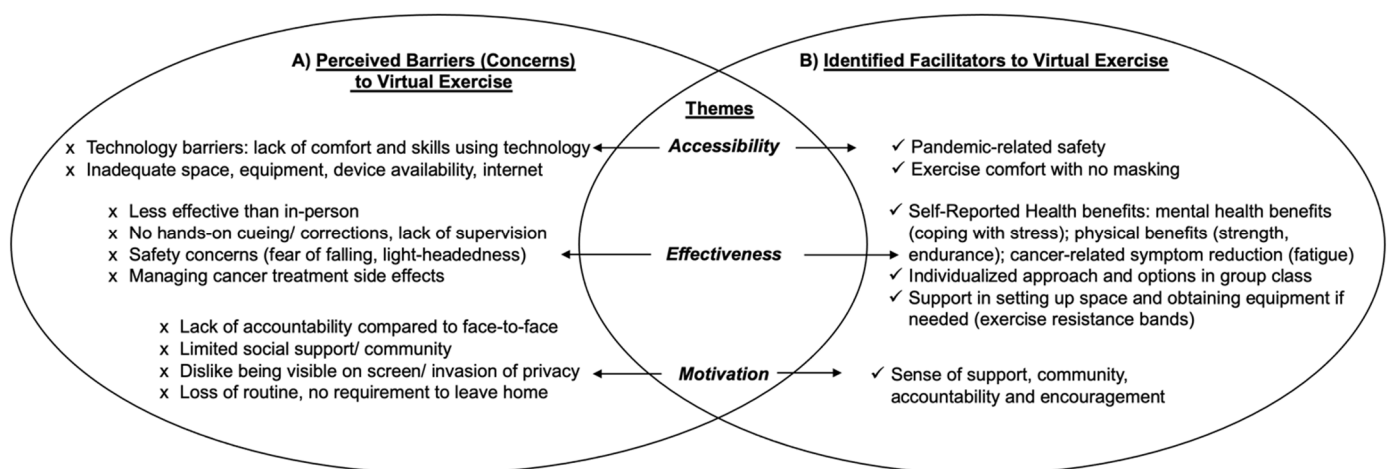 A) Perceived Barriers (Concerns)
to Virtual Exercise
B) Identified Facilitators to Virtual Exercise
Themes
Accessibility
Effectiveness
Motivation
x Technology barriers: lack of comfort and skills using technology
x Inadequate space, equipment, device availability, internet
x Less effective than in-person
x No hands-on cueing/ corrections, lack of supervision
x Safety concerns (fear of falling, light-headedness)
x Managing cancer treatment side effects
x Lack of accountability compared to face-to-face
x Limited social support/ community
x Dislike being visible on screen/ invasion of privacy
x Loss of routine, no requirement to leave home
✓ Pandemic-related safety
✓ Exercise comfort with no masking
✓ Self-Reported Health benefits: mental health benefits
(coping with stress); physical benefits (strength,
endurance); cancer-related symptom reduction (fatigue)
✓ Individualized approach and options in group class
✓ Support in setting up space and obtaining equipment if
needed (exercise resistance bands)
✓ Sense of support, community,
accountability and encouragement